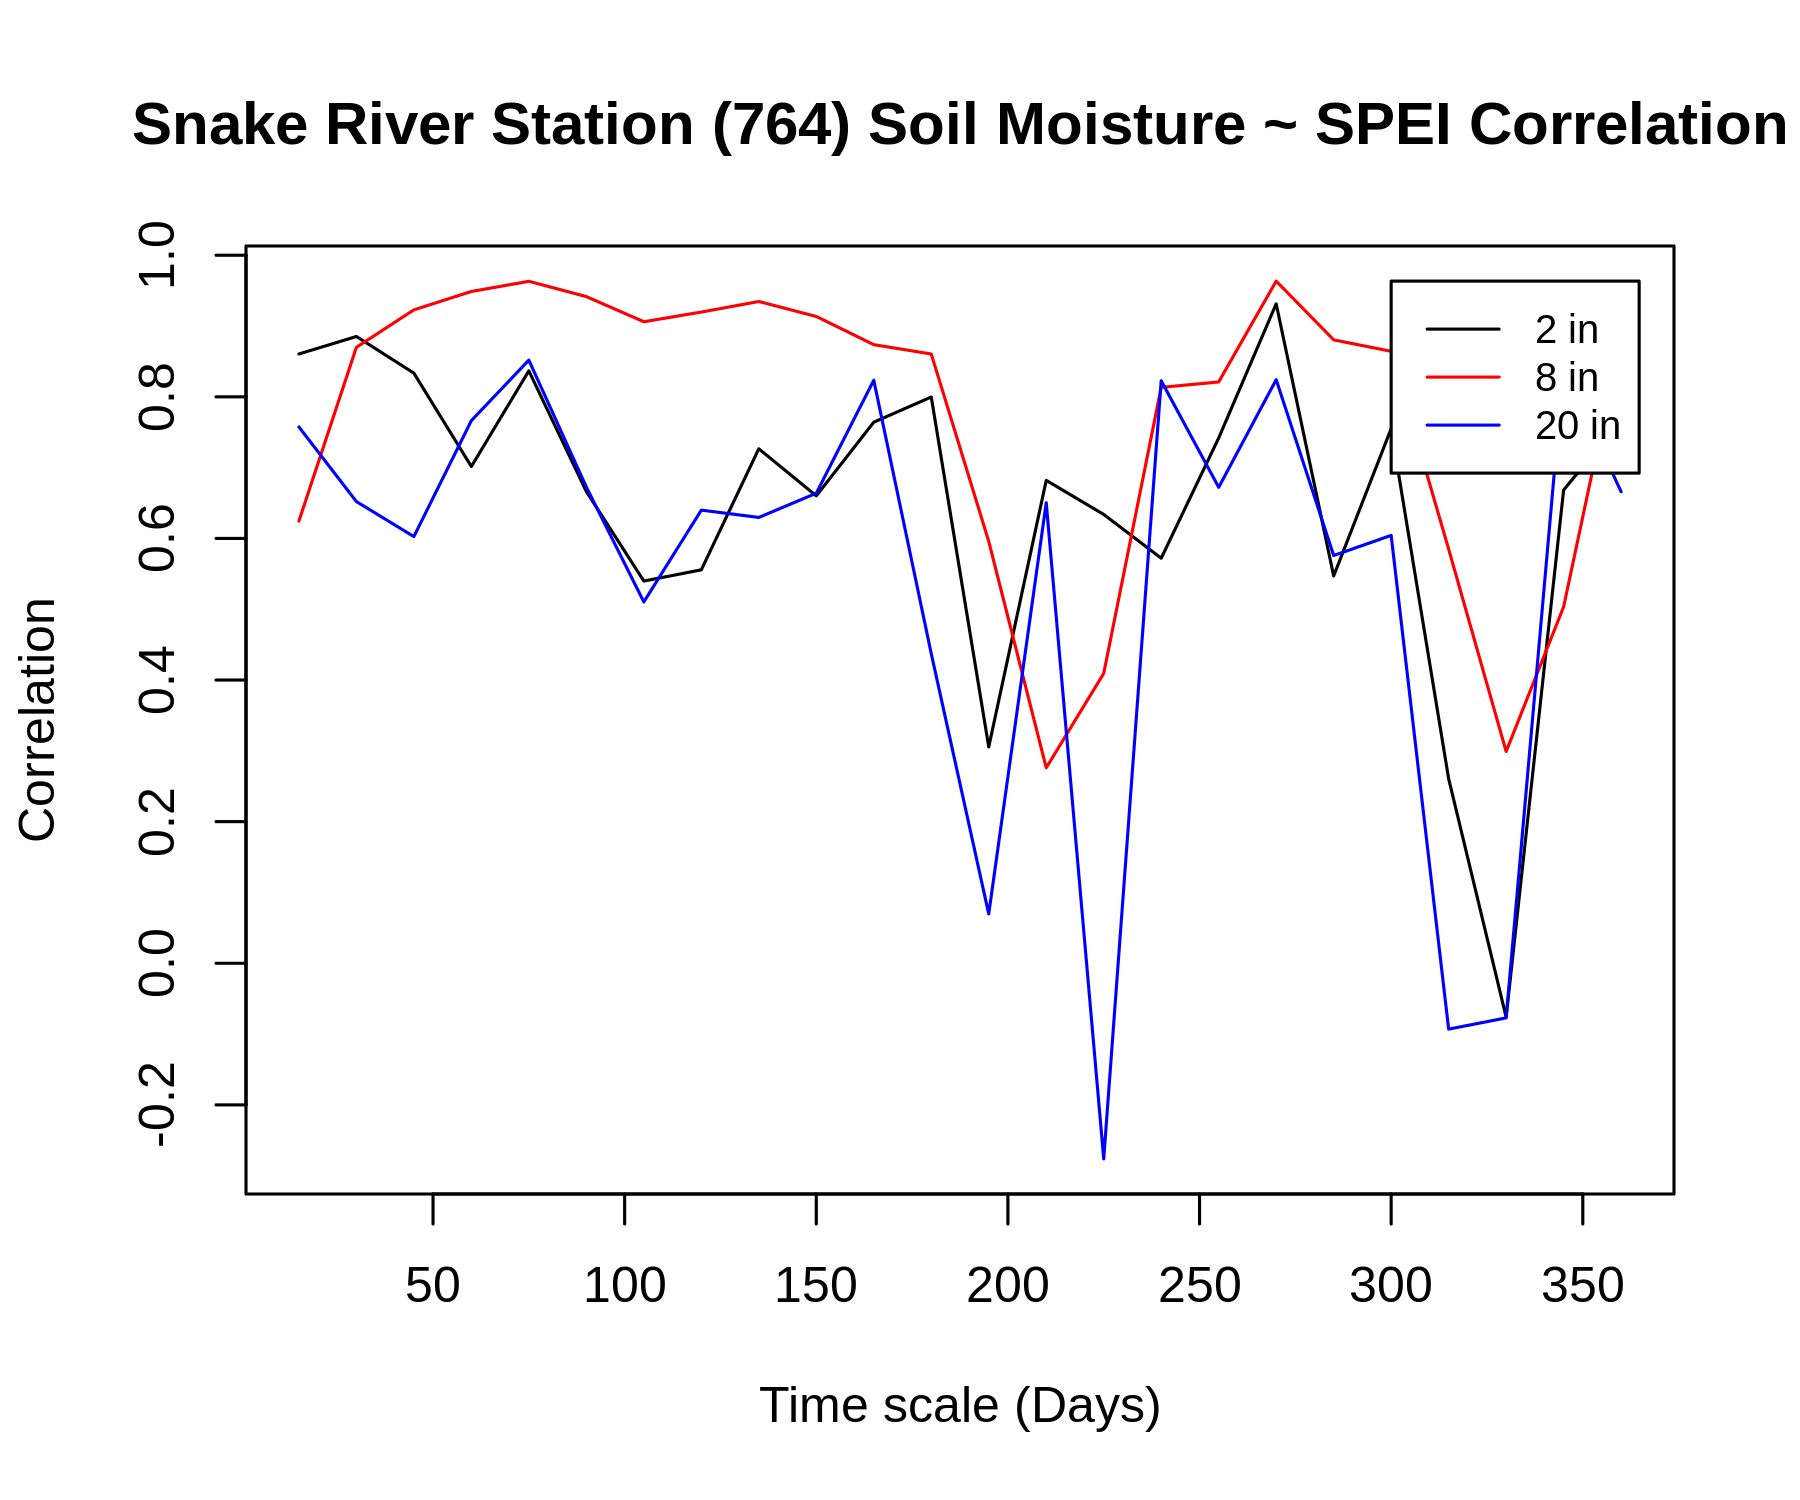 Snake River Station (764) Soil Moisture ~ SPEI Correlation
1.0
0.8
0.6
0.4
0.2
0.0
-0.2
Correlation
2 in
8 in
20 in
50 100 150 200 250 300 350
Time scale (Days)